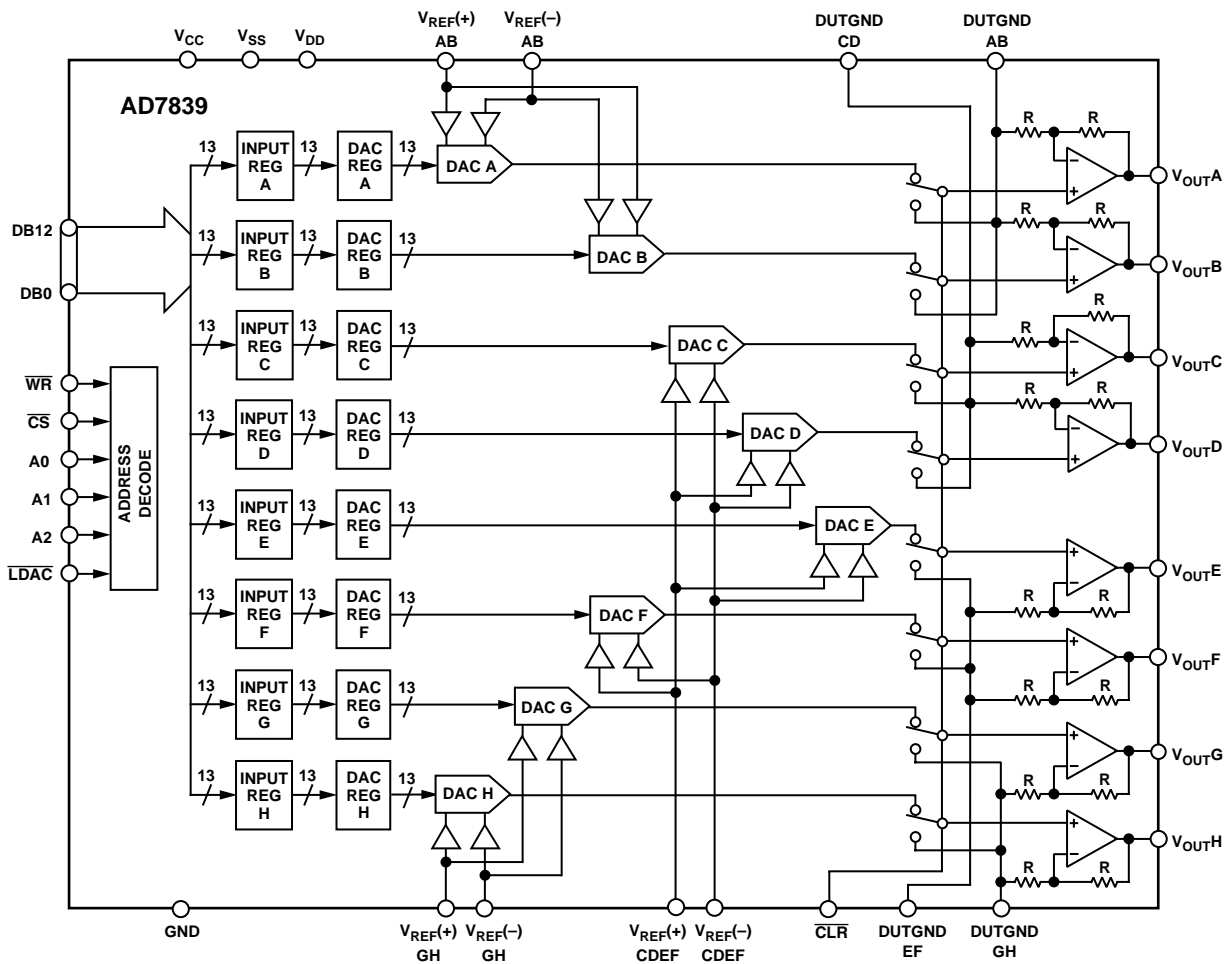 VREF(+) VREF(–) DUTGND DUTGND
VCC VSS VDD AB AB CD AB
AD7839
R R
13 INPUT REG A 13 DAC REG A 13 DAC A
– + VOUTA
R R
DB12
13 INPUT REG B 13 DAC REG B 13 DAC B
– + VOUTB
DB0
R
13 INPUT REG C 13 DAC REG C 13 DAC C
R – + VOUTC
WR
R R
CS
13 INPUT REG D 13 DAC REG D 13 DAC D
– + VOUTD
A0
ADDRESS DECODE
A1
13 INPUT REG E 13 DAC REG E 13 DAC E
+ – VOUTE
A2
LDAC
R R
13 INPUT REG F 13 DAC REG F 13 DAC F
+ – VOUTF
R R
13 INPUT REG G 13 DAC REG G 13 DAC G
+ – VOUTG
R R
13 INPUT REG H 13 DAC REG H 13 DAC H
+ – VOUTH
R R
GND VREF(+) VREF(–) VREF(+) VREF(–) CLR DUTGND DUTGND
GH GH CDEF CDEF EF GH